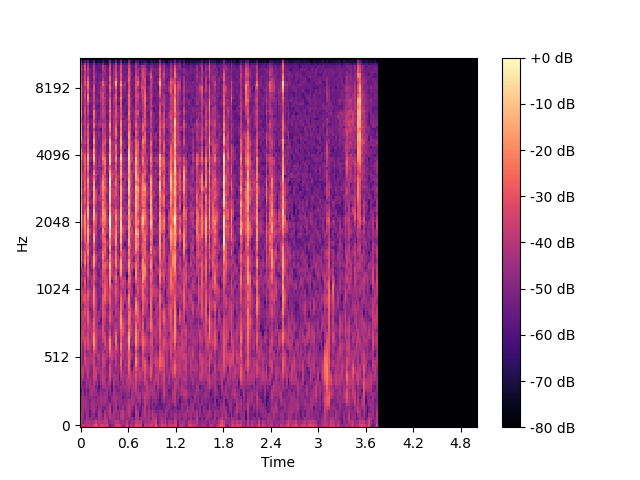 8192
4096
2048
1024
512
0
Hz
0 0.6 1.2 1.8 2.4 3 3.6 4.2 4.8
Time
+0 dB
-10 dB
-20 dB
-30 dB
-40 dB
-50 dB
-60 dB
-70 dB
-80 dB